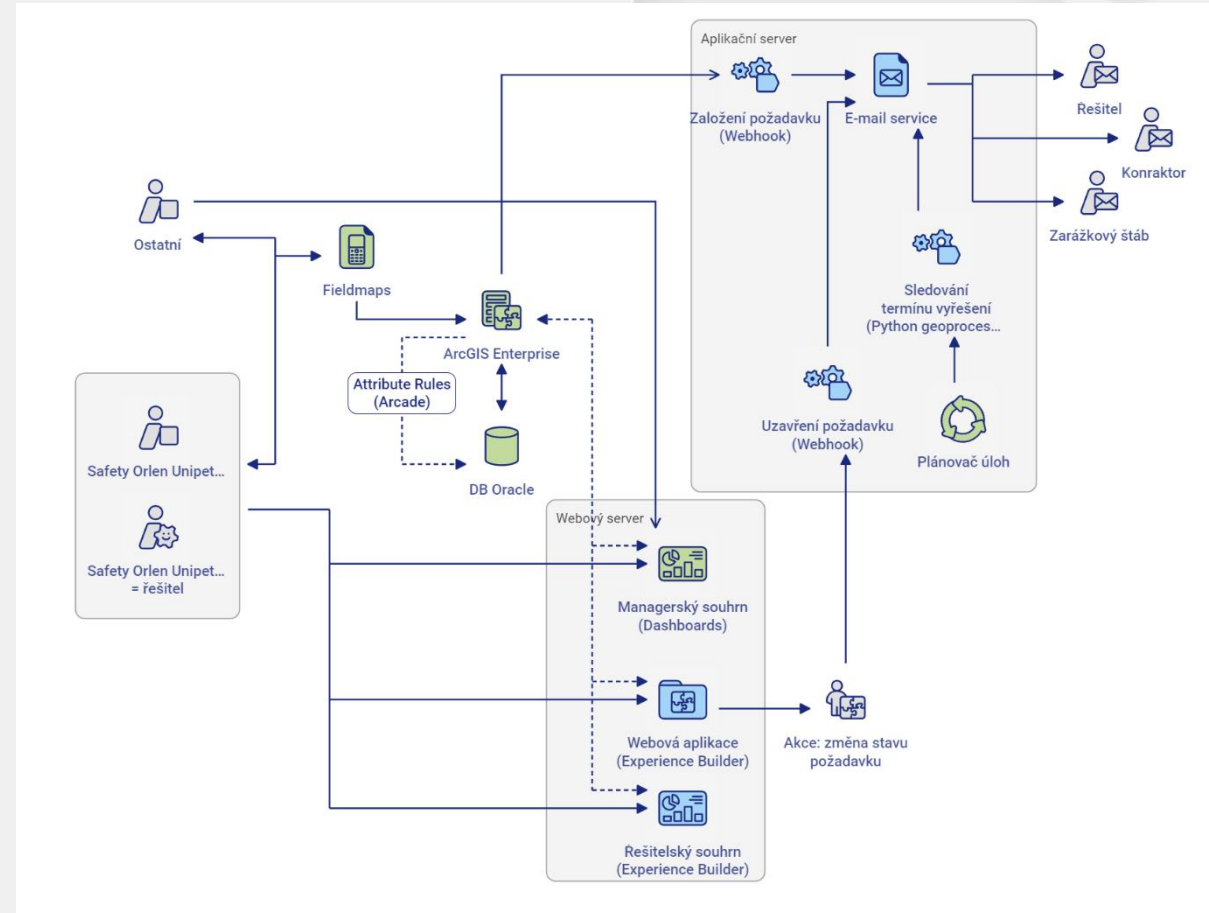 Aplikační server
Založení požadavku
(Webhook)
E-mail service
Řešitel
Konraktor
Zarážkový štáb
Ostatní
Fieldmaps
Sledování
termínu vyřešení
(Python geoproces...
ArcGIS Enterprise
Attribute Rules
(Arcade)
Uzavření požadavku
(Webhook)
Plánovač úloh
Safety Orlen Unipet...
DB Oracle
Safety Orlen Unipet...
= řešitel
Webový server
Managerský souhrn
(Dashboards)
Webová aplikace
(Experience Builder)
Akce: změna stavu
požadavku
Řešitelský souhrn
(Experience Builder)